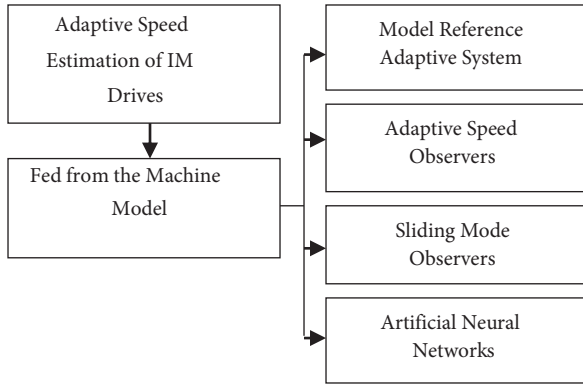 Adaptive Speed
Estimation of IM
Drives
Fed from the Machine
Model
Model Reference
Adaptive System
Adaptive Speed
Observers
Sliding Mode
Observers
Artificial Neural
Networks